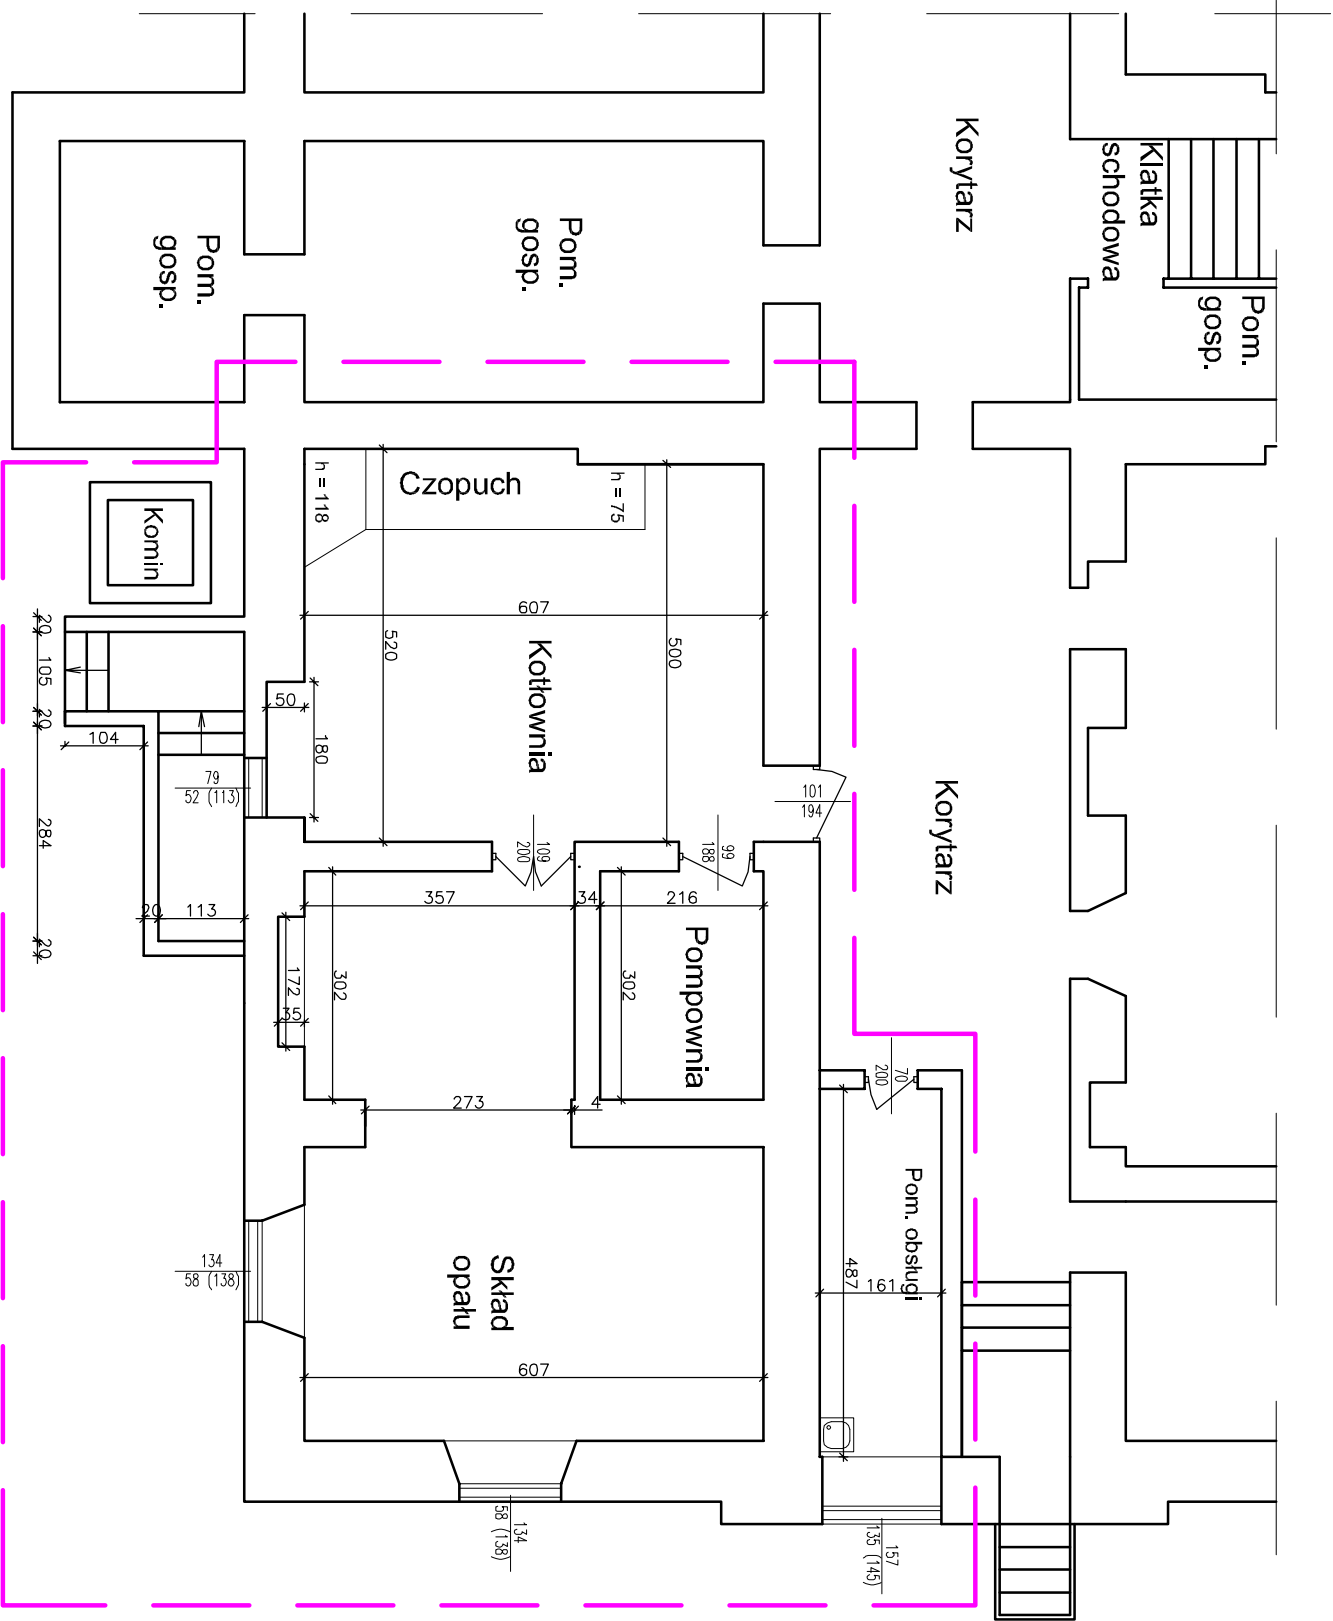 Klatka
schodowa
Korytarz
Pom.
gosp.
Pom.
gosp.
Pom.
gosp.
Czopuch
h = 118
h = 75
Komin
607
520
500
Kotłownia
50
180
20
105
20
104
284
20
79
52 (113)
101
194
Korytarz
109
200
99
188
357
34
216
20
113
172
35
302
302
Pompownia
273
4
70
200
Pom. obsługi
487
161
134
58 (138)
Skład
opału
607
134
58 (138)
157
135 (145)